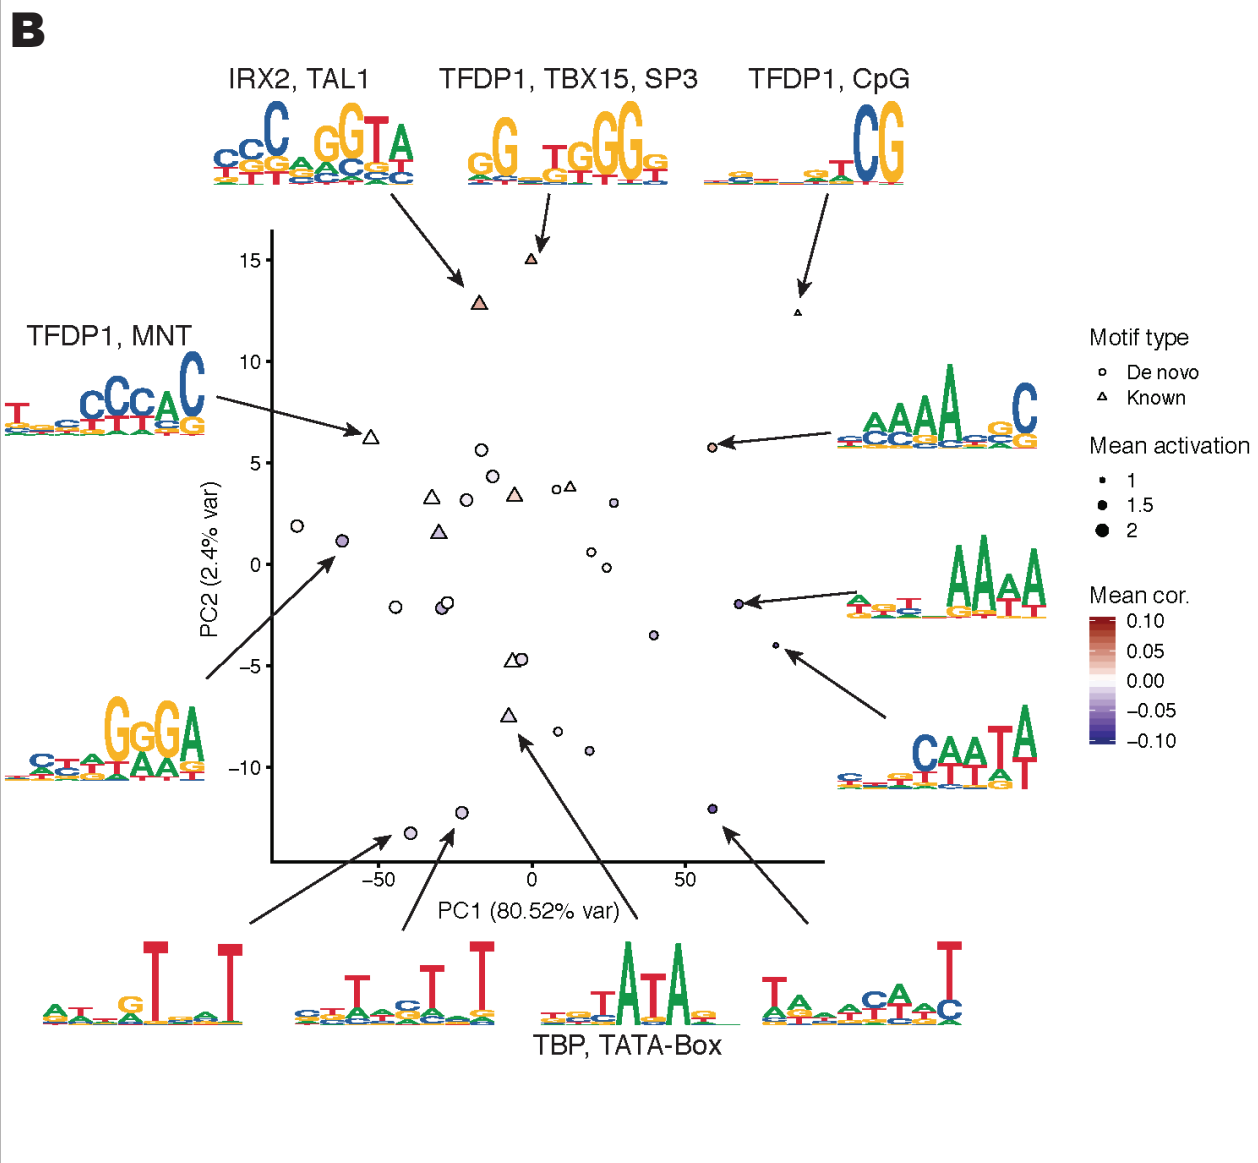 B
IRX2, TAL1
TFDP1, TBX15, SP3
TFDP1, CpG
TFDP1, MNT
15
10
5
0
−5
−10
PC2 (2.4% var)
−50
0
50
PC1 (80.52% var)
TBP, TATA-Box
Motif type
De novo
Known
Mean activation
1
1.5
2
Mean cor.
0.10
0.05
0.00
−0.05
−0.10